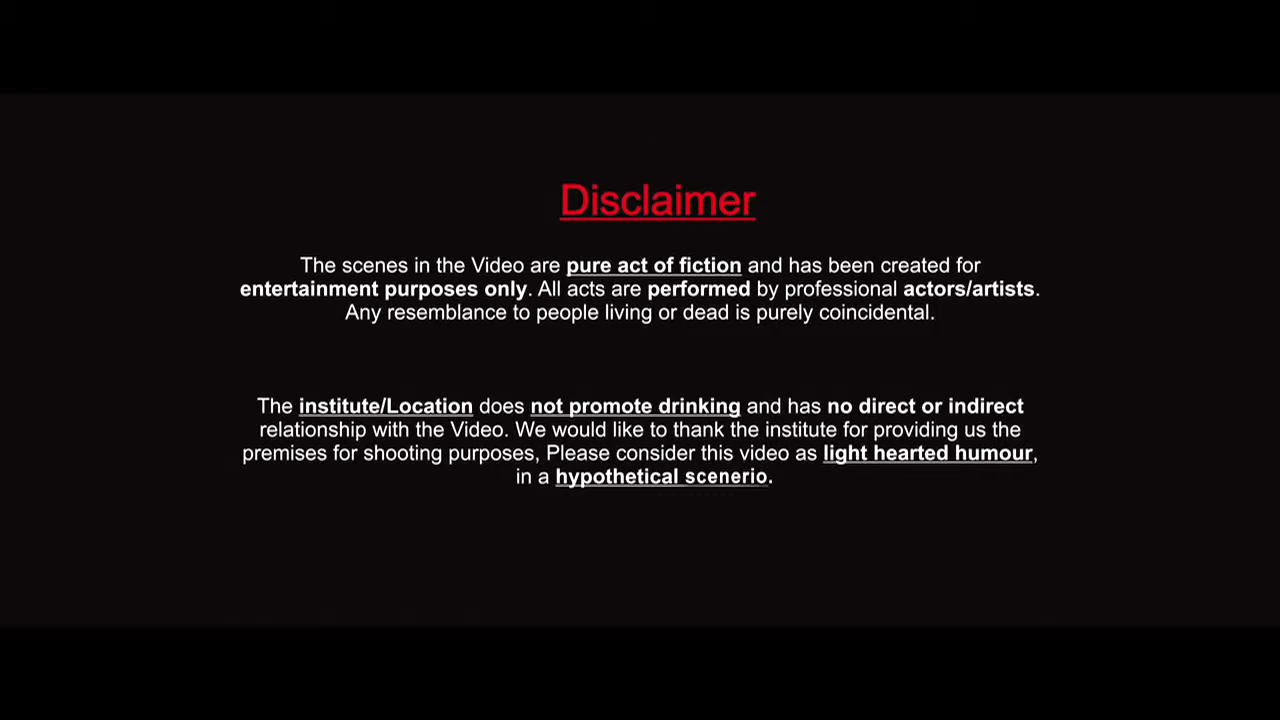 Disclaimer
The scenes in the Video are pure act of fiction and has been created for
entertainment purposes only. All acts are performed by professional actors/artists.
Any resemblance to people living or dead is purely coincidental.
The institute/Location does not promote drinking and has no direct or indirect
relationship with the Video. We would like to thank the institute for providing us the
premises for shooting purposes, Please consider this video as light hearted humour,
in a hypothetical scenerio.